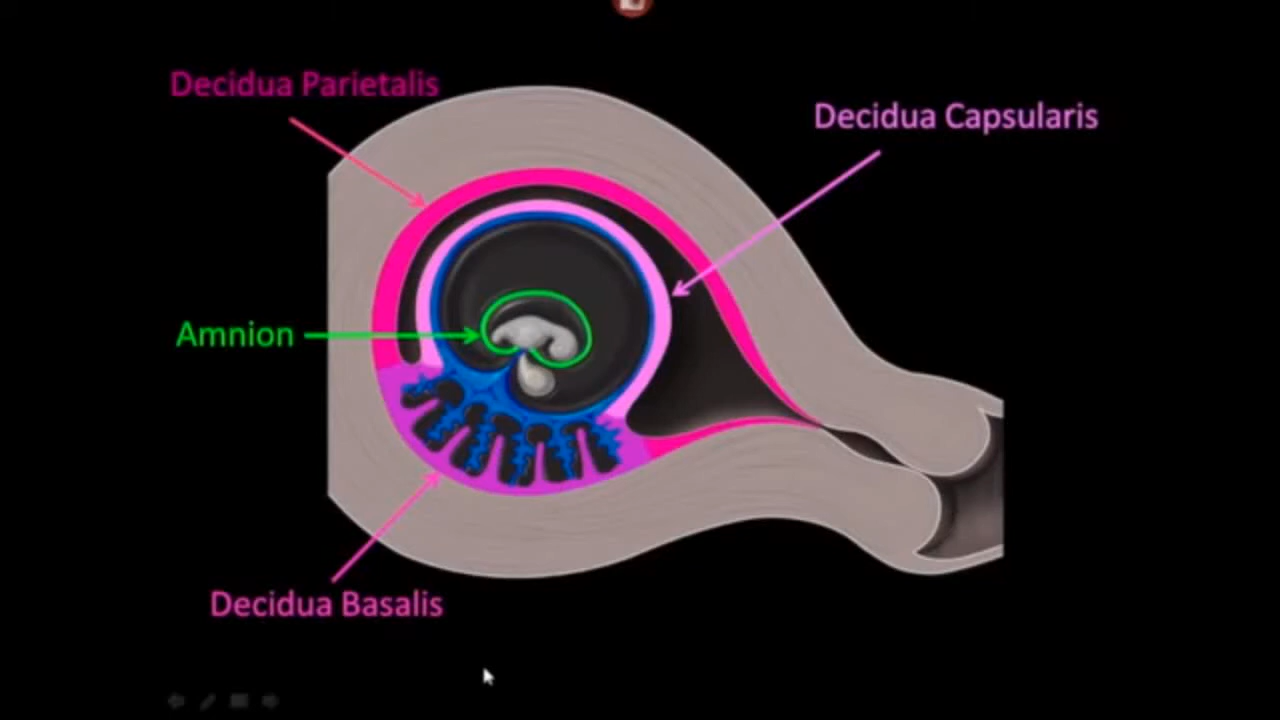 Decidua Parietalis
Decidua Capsularis
Amnion
Decidua Basalis